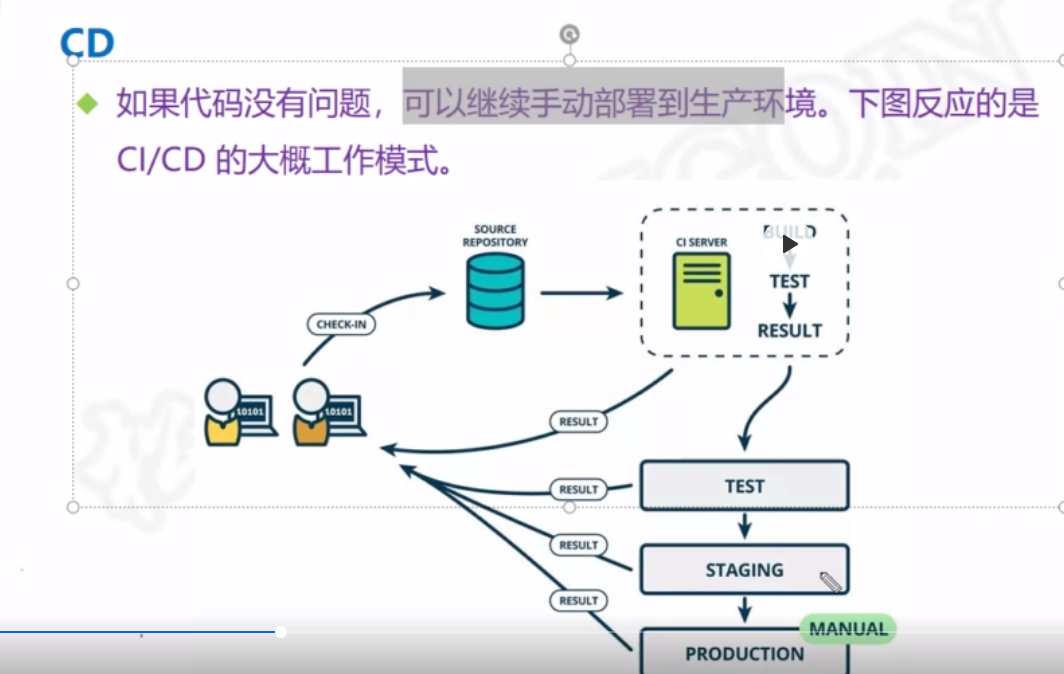 CD
如果代码没有问题，可以继续手动部署到生产环境。下图反应的是
CI/CD 的大概工作模式。
SOURCE
REPOSITORY
CI SERVER
BUILD
TEST
RESULT
CHECK-IN
10101
10101
RESULT
RESULT
TEST
RESULT
STAGING
RESULT
MANUAL
PRODUCTION